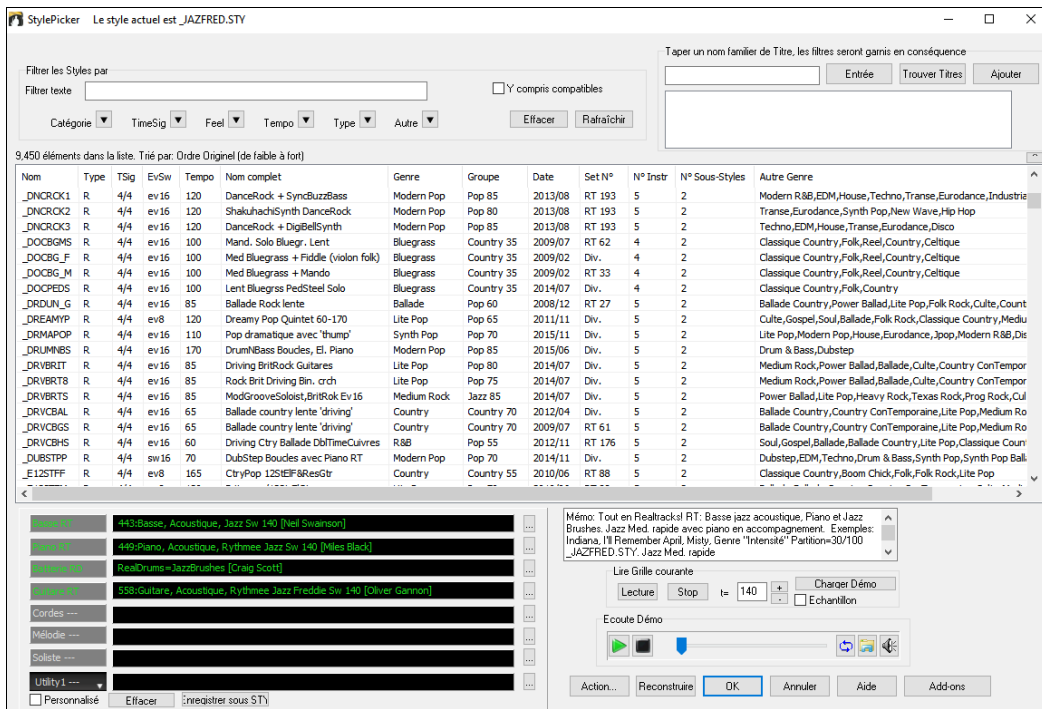 StylePicker Le style actuel est _JAZFRED.STY
Taper un nom familier de Titre, les filtres seront garnis en conséquence
Filtrer les Styles par
Filtrer texte
Y compris compatibles
Entrée Trouver Titres Ajouter
Catégorie TimeSig Feel Tempo Type Autre Effacer Rafraîchir
9,450 éléments dans la liste. Trié par: Ordre Originel (de faible à fort)
Nom Type TSig EvSw Tempo Nom complet Genre Groupe Date Set N° N° Instr N° Sous-Styles Autre Genre
_DNCRCK1 R 4/4 ev16 120 DanceRock + SyncBuzzBass Modern Pop Pop 85 2013/08 RT 193 5 2 Modern R&B,EDM,House,Techno,Transe,Eurodance,Industria
_DNCRCK2 R 4/4 ev16 120 ShakuhachiSynth DanceRock Modern Pop Pop 80 2013/08 RT 193 5 2 Transe,Eurodance,Synth Pop,New Wave,Hip Hop
_DNCRCK3 R 4/4 ev16 120 DanceRock + DigiBellSynth Modern Pop Pop 85 2013/08 RT 193 5 2 Techno,EDM,House,Transe,Eurodance,Disco
_DOCBGMS R 4/4 ev16 100 Mand. Solo Bluegr. Lent Bluegrass Country 35 2009/07 RT 62 4 2 Classique Country,Folk,Reel,Country,Celtique
_DOCBG_F R 4/4 ev16 100 Med Bluegrass + Fiddle (violon folk) Bluegrass Country 35 2009/02 Div. 4 2 Classique Country,Folk,Reel,Country,Celtique
_DOCBG_M R 4/4 ev16 100 Med Bluegrass + Mando Bluegrass Country 35 2009/02 RT 33 4 2 Classique Country,Folk,Reel,Country,Celtique
_DOCPEDS R 4/4 ev16 100 Lent Bluegrss PedSteel Solo Bluegrass Country 35 2014/07 Div. 4 2 Classique Country,Folk,Country
_DRDUN_G R 4/4 ev16 85 Ballade Rock lente Ballade Pop 60 2008/12 RT 27 5 2 Ballade Country,Power Ballad,Lite Pop,Folk Rock,Culte,Count
_DREAMYP R 4/4 ev8 120 Dreamy Pop Quintet 60-170 Lite Pop Pop 65 2011/11 Div. 5 2 Culte,Gospel,Soul,Ballade,Folk Rock,Classique Country,Mediu
_DRMAPOP R 4/4 ev16 110 Pop dramatique avec 'thump' Synth Pop Pop 70 2015/11 Div. 5 2 Lite Pop,Modern Pop,House,Eurodance,Jpop,Modern R&B,Dis
_DRUMNBS R 4/4 ev16 170 DrumNBass Boucles, El. Piano Modern Pop Pop 85 2015/06 Div. 5 2 Drum & Bass,Dubstep
_DRVBRIT R 4/4 ev16 85 Driving BritRock Guitares Lite Pop Pop 80 2014/07 Div. 5 2 Medium Rock,Power Ballad,Ballade,Culte,Country ConTempor
_DRVBRT8 R 4/4 ev16 85 Rock Brit Driving Bin. crch Lite Pop Pop 75 2014/07 Div. 5 2 Medium Rock,Power Ballad,Ballade,Culte,Country ConTempor
_DRVBRTS R 4/4 ev16 85 ModGrooveSoloist,BritRok Ev16 Medium Rock Jazz 85 2014/07 Div. 5 2 Power Ballad,Lite Pop,Heavy Rock,Texas Rock,Prog Rock,Cul
_DRVCBAL R 4/4 ev16 65 Ballade country lente 'driving' Country Country 70 2012/04 Div. 5 2 Ballade Country,Country ConTemporaine,Lite Pop,Medium Ro
_DRVCBGS R 4/4 ev16 65 Ballade country lente 'driving' Country Country 70 2009/07 RT 61 5 2 Ballade Country,Country ConTemporaine,Lite Pop,Medium Ro
_DRVCBHS R 4/4 ev16 60 Driving Ctry Ballade DblTimeCuivres R&B Pop 55 2012/11 RT 176 5 2 Soul,Gospel,Ballade,Ballade Country,Lite Pop,Classique Coun
_DUBSTPP R 4/4 sw16 70 DubStep Boucles avec Piano RT Modern Pop Pop 70 2014/11 Div. 5 2 Dubstep,EDM,Techno,Drum & Bass,Synth Pop,Synth Pop Ball
_E12STFF R 4/4 ev8 165 CtryPop 12StElF&ResGtr Country Country 55 2010/06 RT 88 5 2 Classique Country,Boom Chick,Folk,Folk Rock,Lite Pop
Basse RT 443:Basse, Acoustique, Jazz Sw 140 [Neil Swainson]
Piano RT 449:Piano, Acoustique, Rythmee Jazz Sw 140 [Miles Black]
Batterie RD RealDrums=JazzBrushes [Craig Scott]
Guitare RT 558:Guitare, Acoustique, Rythmee Jazz Freddie Sw 140 [Oliver Gannon]
Cordes ---
Mélodie ---
Soliste ---
Utility1 ---
Personnalisé Effacer Enregistrer sous STY
Mémo: Tout en Realtracks! RT: Basse jazz acoustique, Piano et Jazz
Brushes. Jazz Med. rapide avec piano en accompagnement. Exemples:
Indiana, I'll Remember April, Misty, Genre "Intensité" Partition=30/100
_JAZFRED.STY. Jazz Med. rapide
Lire Grille courante
Lecture Stop t= 140 + - Charger Démo
Echantillon
Ecoute Démo
Action... Reconstruire OK Annuler Aide Add-ons